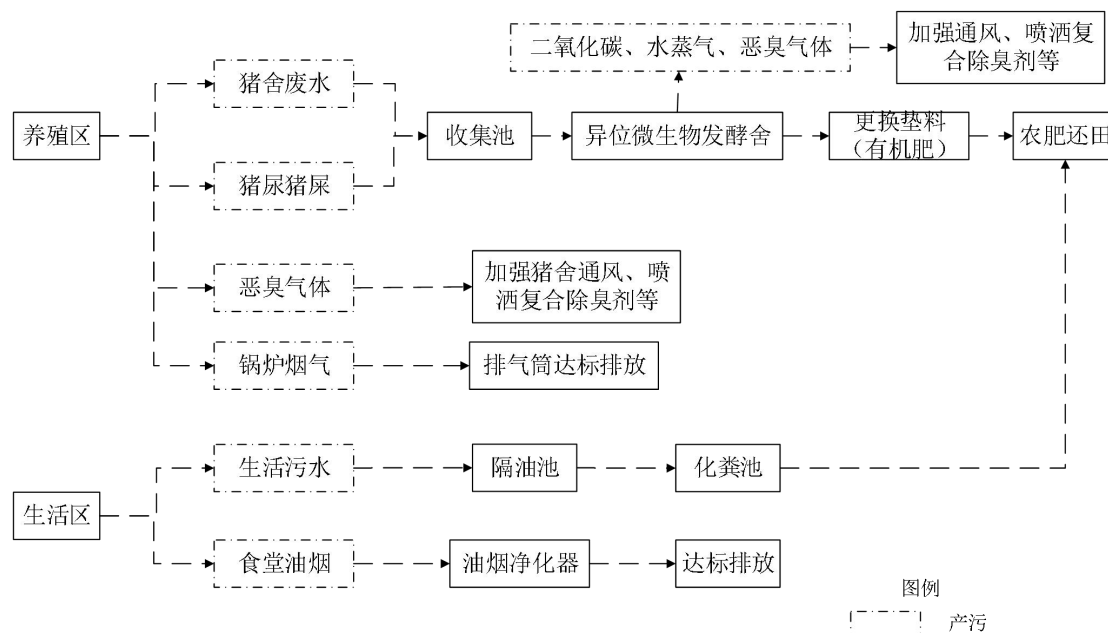 二氧化碳、水蒸气、恶臭气体
加强通风、喷洒复
合除臭剂等
养殖区
猪舍废水
猪尿猪屎
收集池
异位微生物发酵舍
更换垫料
（有机肥）
农肥还田
恶臭气体
加强猪舍通风、喷
洒复合除臭剂等
锅炉烟气
排气筒达标排放
生活区
生活污水
隔油池
化粪池
食堂油烟
油烟净化器
达标排放
图例
产污